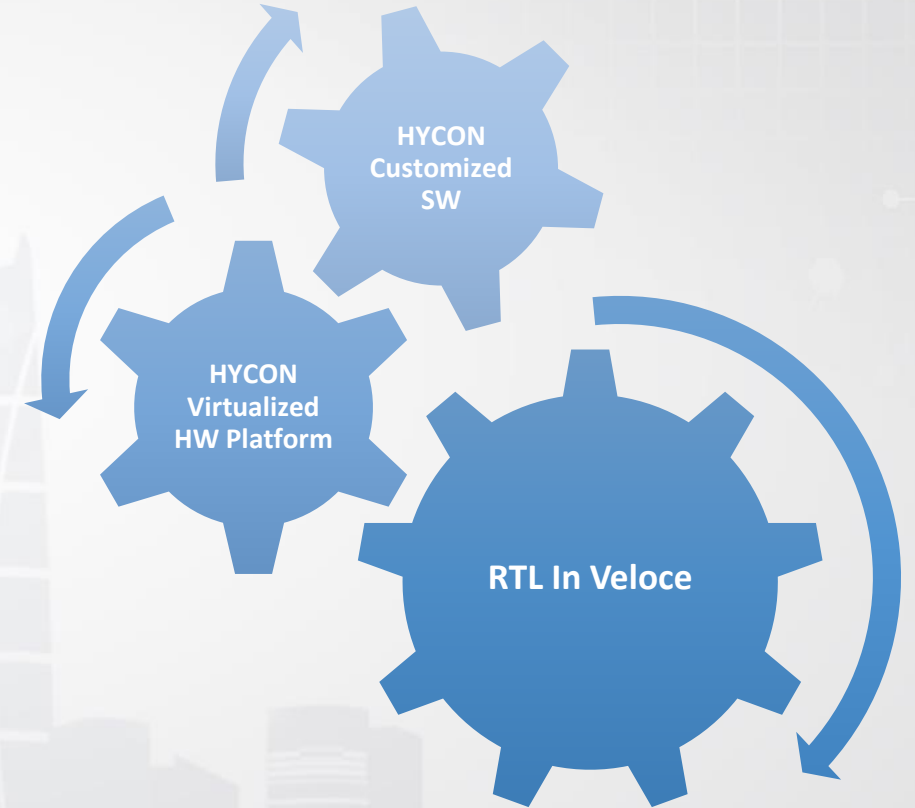 HYCON
Customized
SW
HYCON
Virtualized
HW Platform
RTL In Veloce